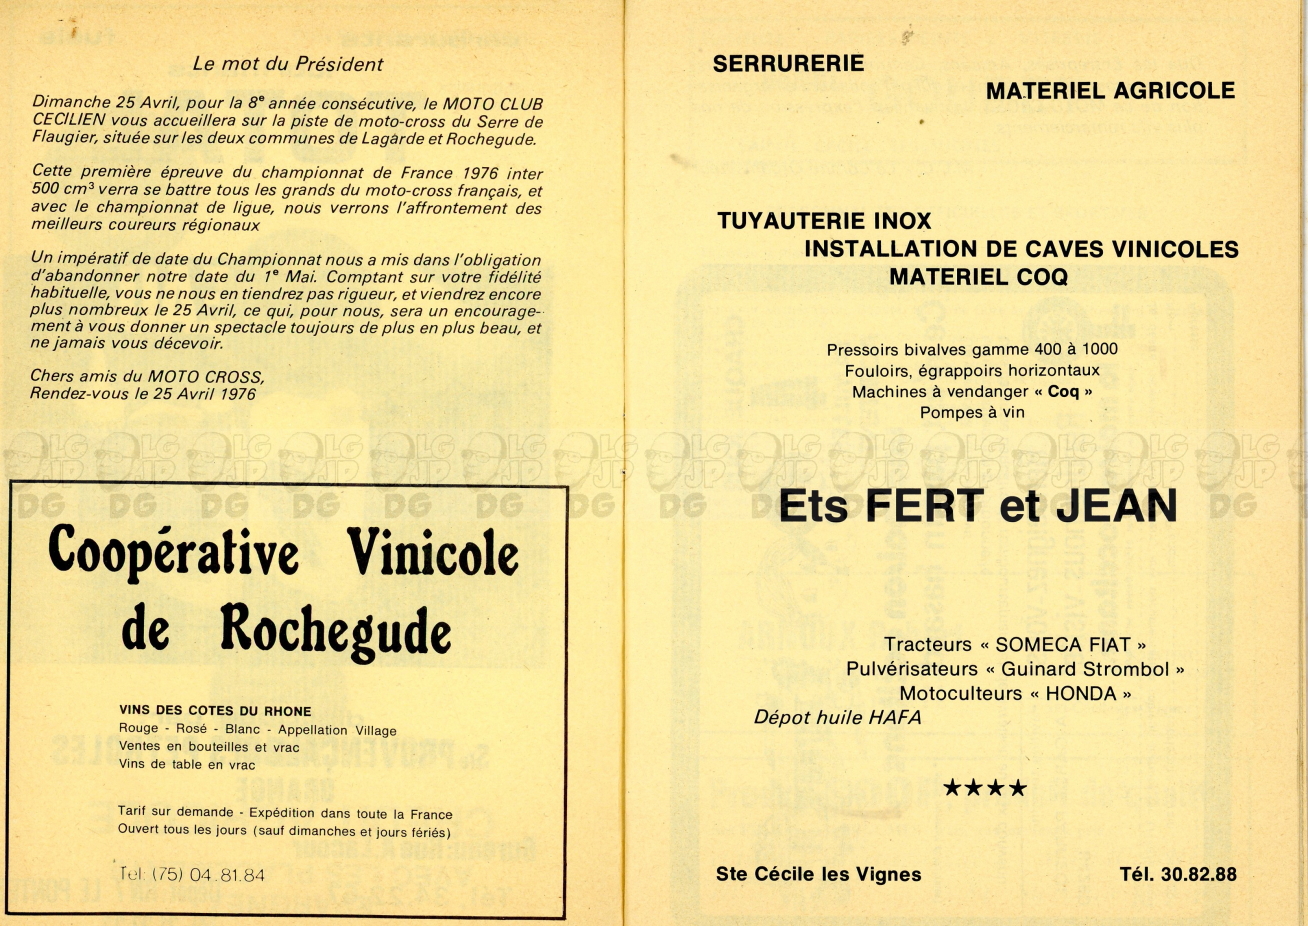 Le mot du Président
Dimanche 25 Avril, pour la 8e année consécutive, le MOTO CLUB
CECILIEN vous accueillera sur la piste de moto-cross du Serre de
Flaugier, située sur les deux communes de Lagarde et Rochegude.
Cette première épreuve du championnat de France 1976 inter
500 cm³ verra se battre tous les grands du moto-cross français, et
avec le championnat de ligue, nous verrons l'affrontement des
meilleurs coureurs régionaux
Un impératif de date du Championnat nous a mis dans l'obligation
d'abandonner notre date du 1e Mai. Comptant sur votre fidélité
habituelle, vous ne nous en tiendrez pas rigueur, et viendrez encore
plus nombreux le 25 Avril, ce qui, pour nous, sera un encourage-
ment à vous donner un spectacle toujours de plus en plus beau, et
ne jamais vous décevoir.
Chers amis du MOTO CROSS,
Rendez-vous le 25 Avril 1976
Coopérative Vinicole
de Rochegude
VINS DES COTES DU RHONE
Rouge - Rosé - Blanc - Appellation Village
Ventes en bouteilles et vrac
Vins de table en vrac
Tarif sur demande - Expédition dans toute la France
Ouvert tous les jours (sauf dimanches et jours fériés)
Tel: (75) 04.81.84
SERRURERIE
MATERIEL AGRICOLE
TUYAUTERIE INOX
INSTALLATION DE CAVES VINICOLES
MATERIEL COQ
Pressoirs bivalves gamme 400 à 1000
Fouloirs, égrappoirs horizontaux
Machines à vendanger « Coq »
Pompes à vin
Ets FERT et JEAN
Tracteurs « SOMECA FIAT »
Pulvérisateurs « Guinard Strombol »
Motoculteurs « HONDA »
Dépot huile HAFA
★★★★
Ste Cécile les Vignes Tél. 30.82.88